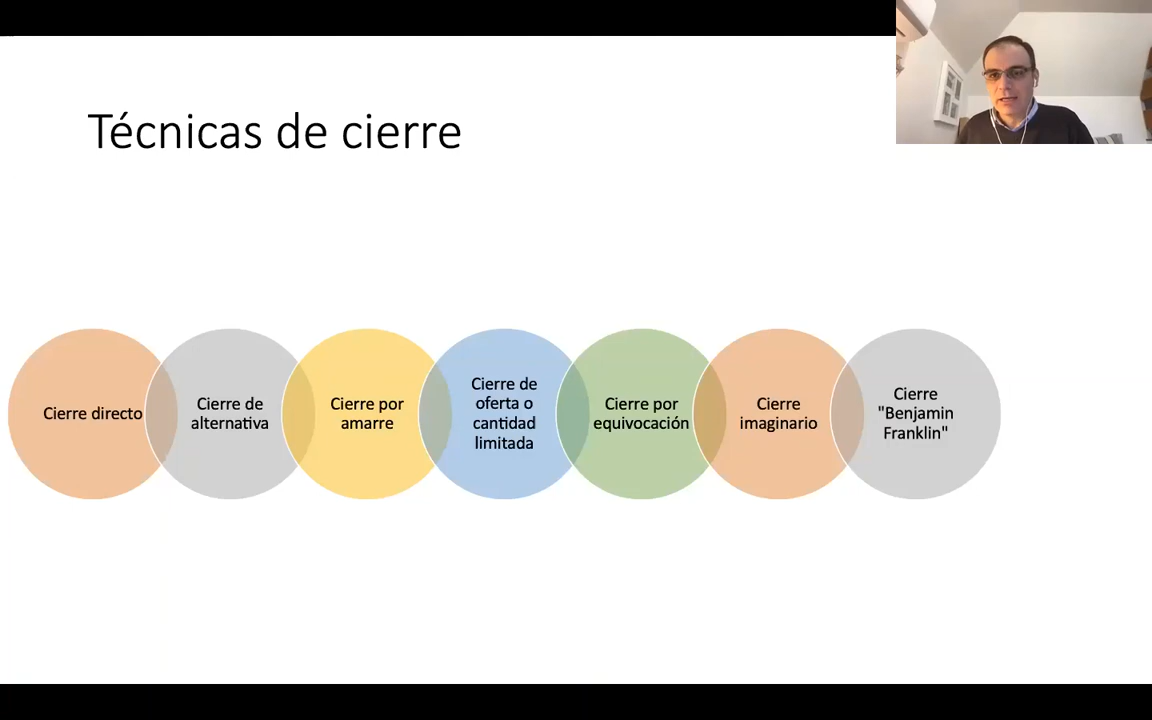 Técnicas de cierre
Cierre directo
Cierre de
alternativa
Cierre por
amarre
Cierre de
oferta o
cantidad
limitada
Cierre por
equivocación
Cierre
imaginario
Cierre
"Benjamin
Franklin"